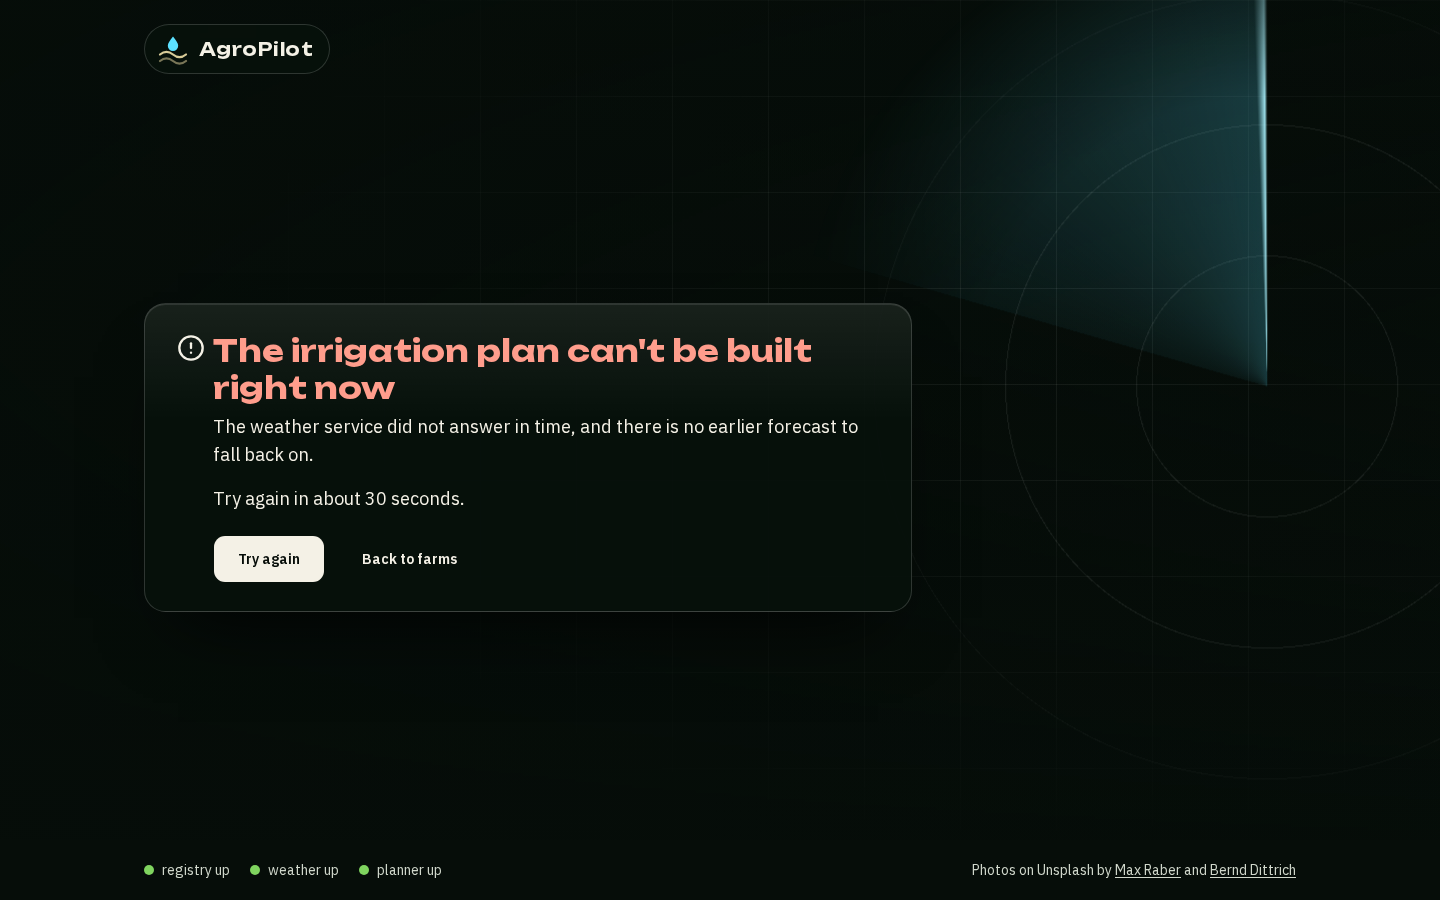 AgroPilot
The irrigation plan can't be built
right now
The weather service did not answer in time, and there is no earlier forecast to
fall back on.
Try again in about 30 seconds.
Try again
Back to farms
registry up
weather up
planner up
Photos on Unsplash by Max Raber and Bernd Dittrich